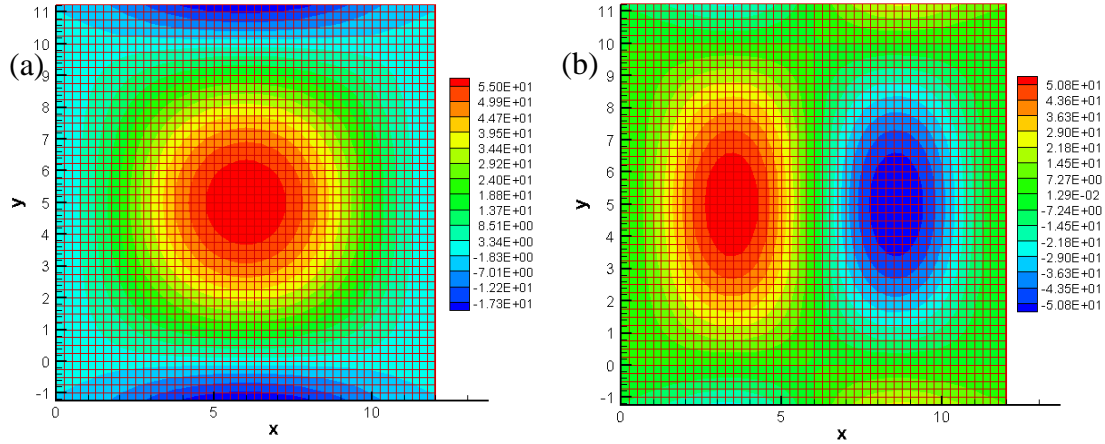 (a)
11
10
9
8
7
6
5
4
3
2
1
0
-1
y
0 5 10
x
5.50E+01
4.99E+01
4.47E+01
3.95E+01
3.44E+01
2.92E+01
2.40E+01
1.88E+01
1.37E+01
8.51E+00
3.34E+00
-1.83E+00
-7.01E+00
-1.22E+01
-1.73E+01
(b)
11
10
9
8
7
6
5
4
3
2
1
0
-1
y
0 5 10
x
5.08E+01
4.36E+01
3.63E+01
2.90E+01
2.18E+01
1.45E+01
7.27E+00
1.29E-02
-7.24E+00
-1.45E+01
-2.18E+01
-2.90E+01
-3.63E+01
-4.35E+01
-5.08E+01